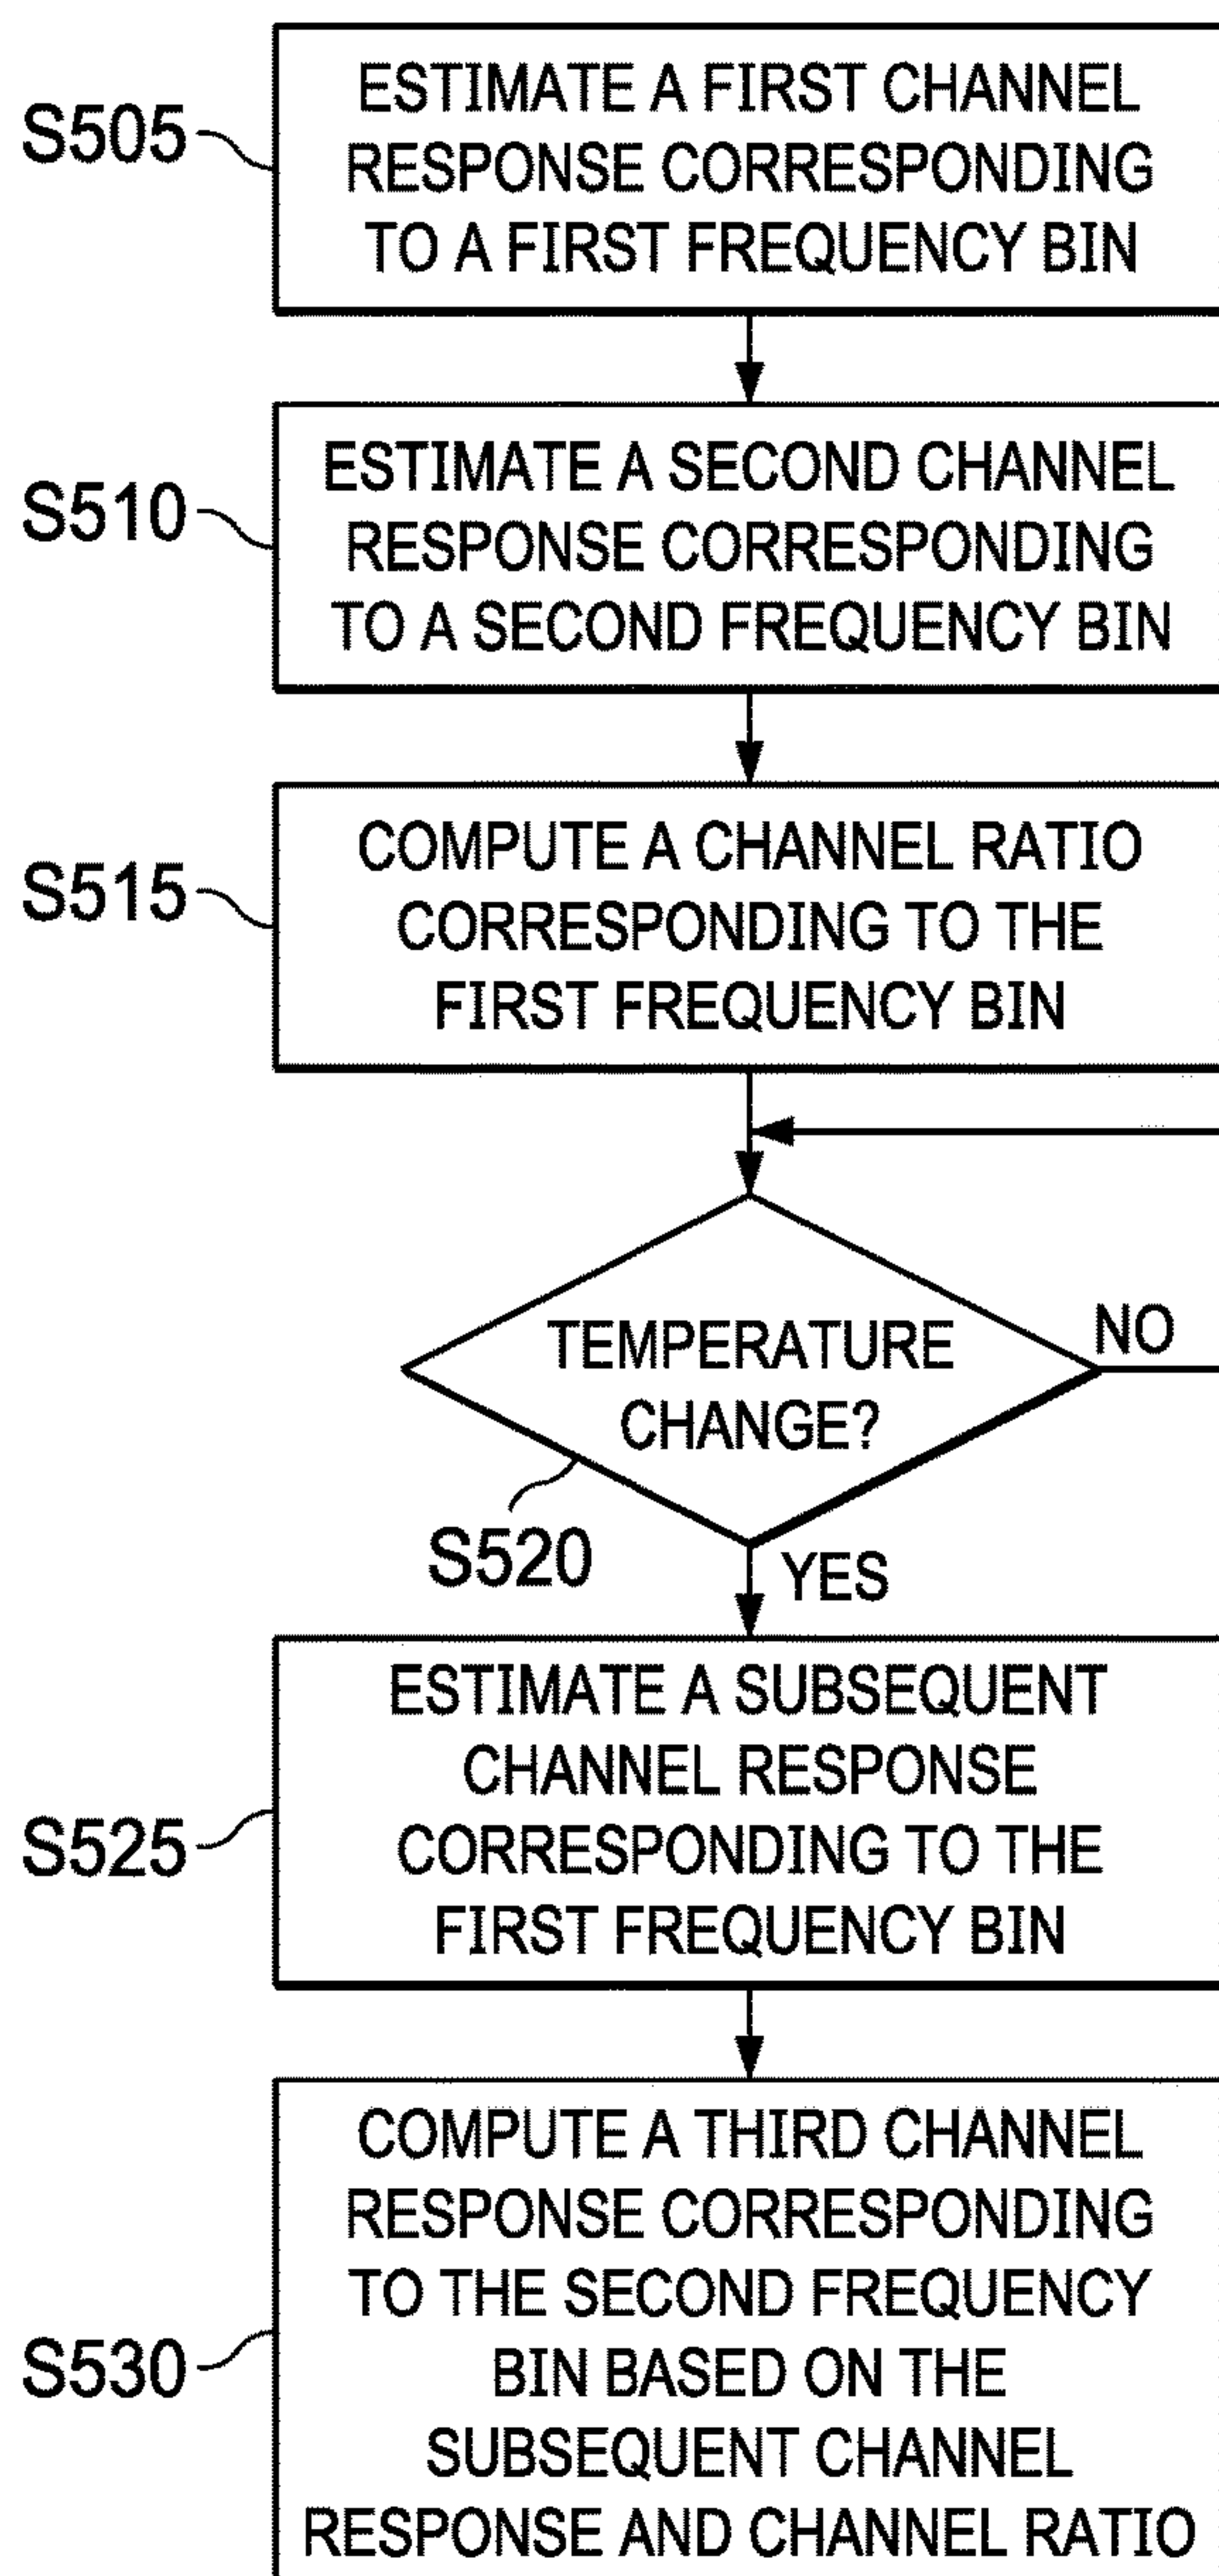 S505
ESTIMATE A FIRST CHANNEL
RESPONSE CORRESPONDING
TO A FIRST FREQUENCY BIN
S510
ESTIMATE A SECOND CHANNEL
RESPONSE CORRESPONDING
TO A SECOND FREQUENCY BIN
S515
COMPUTE A CHANNEL RATIO
CORRESPONDING TO THE
FIRST FREQUENCY BIN
TEMPERATURE
CHANGE?
NO
S520
YES
S525
ESTIMATE A SUBSEQUENT
CHANNEL RESPONSE
CORRESPONDING TO THE
FIRST FREQUENCY BIN
S530
COMPUTE A THIRD CHANNEL
RESPONSE CORRESPONDING
TO THE SECOND FREQUENCY
BIN BASED ON THE
SUBSEQUENT CHANNEL
RESPONSE AND CHANNEL RATIO